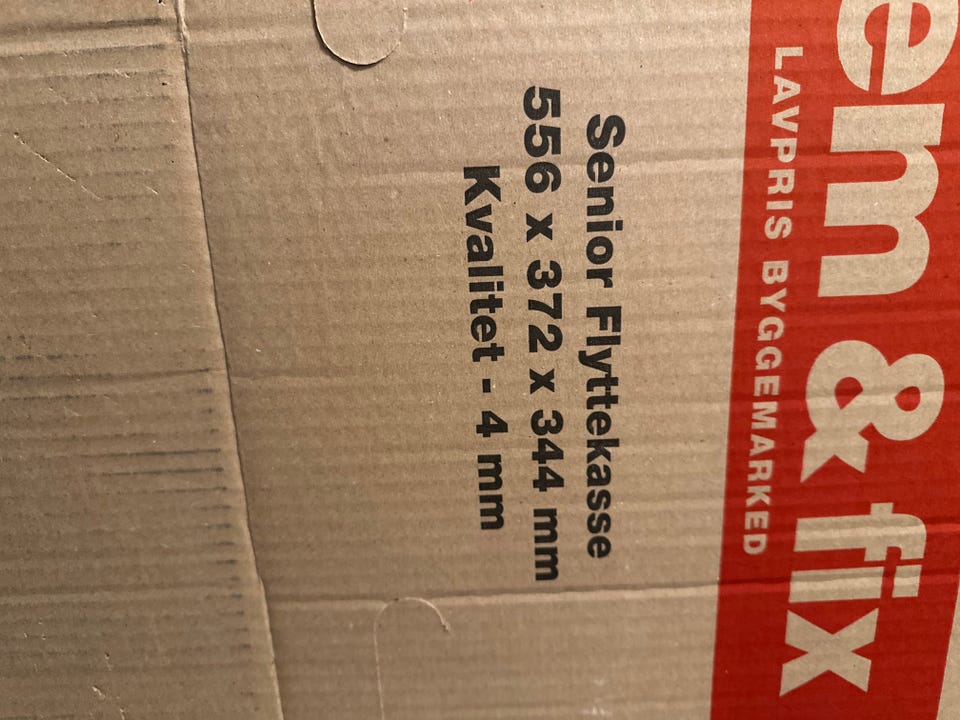 em & fix
LAVPRIS BYGGEMARKED
Senior Flyttekasse
556 x 372 x 344 mm
Kvalitet - 4 mm